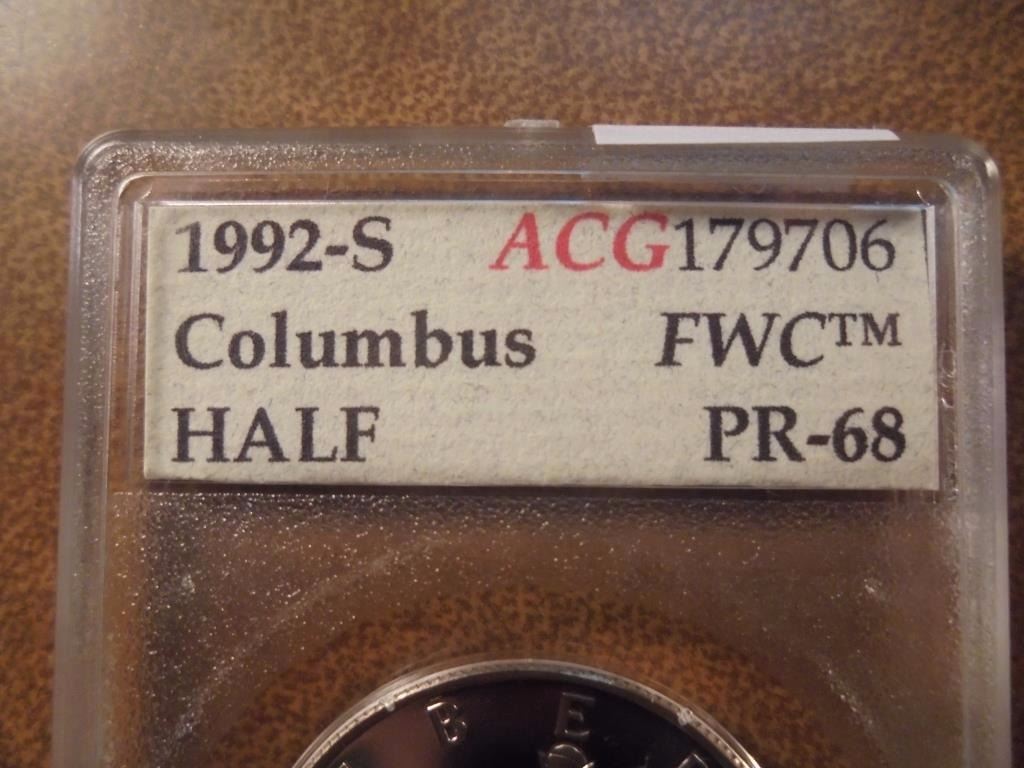 1992-S ACG179706
Columbus FWC™
HALF PR-68
B E